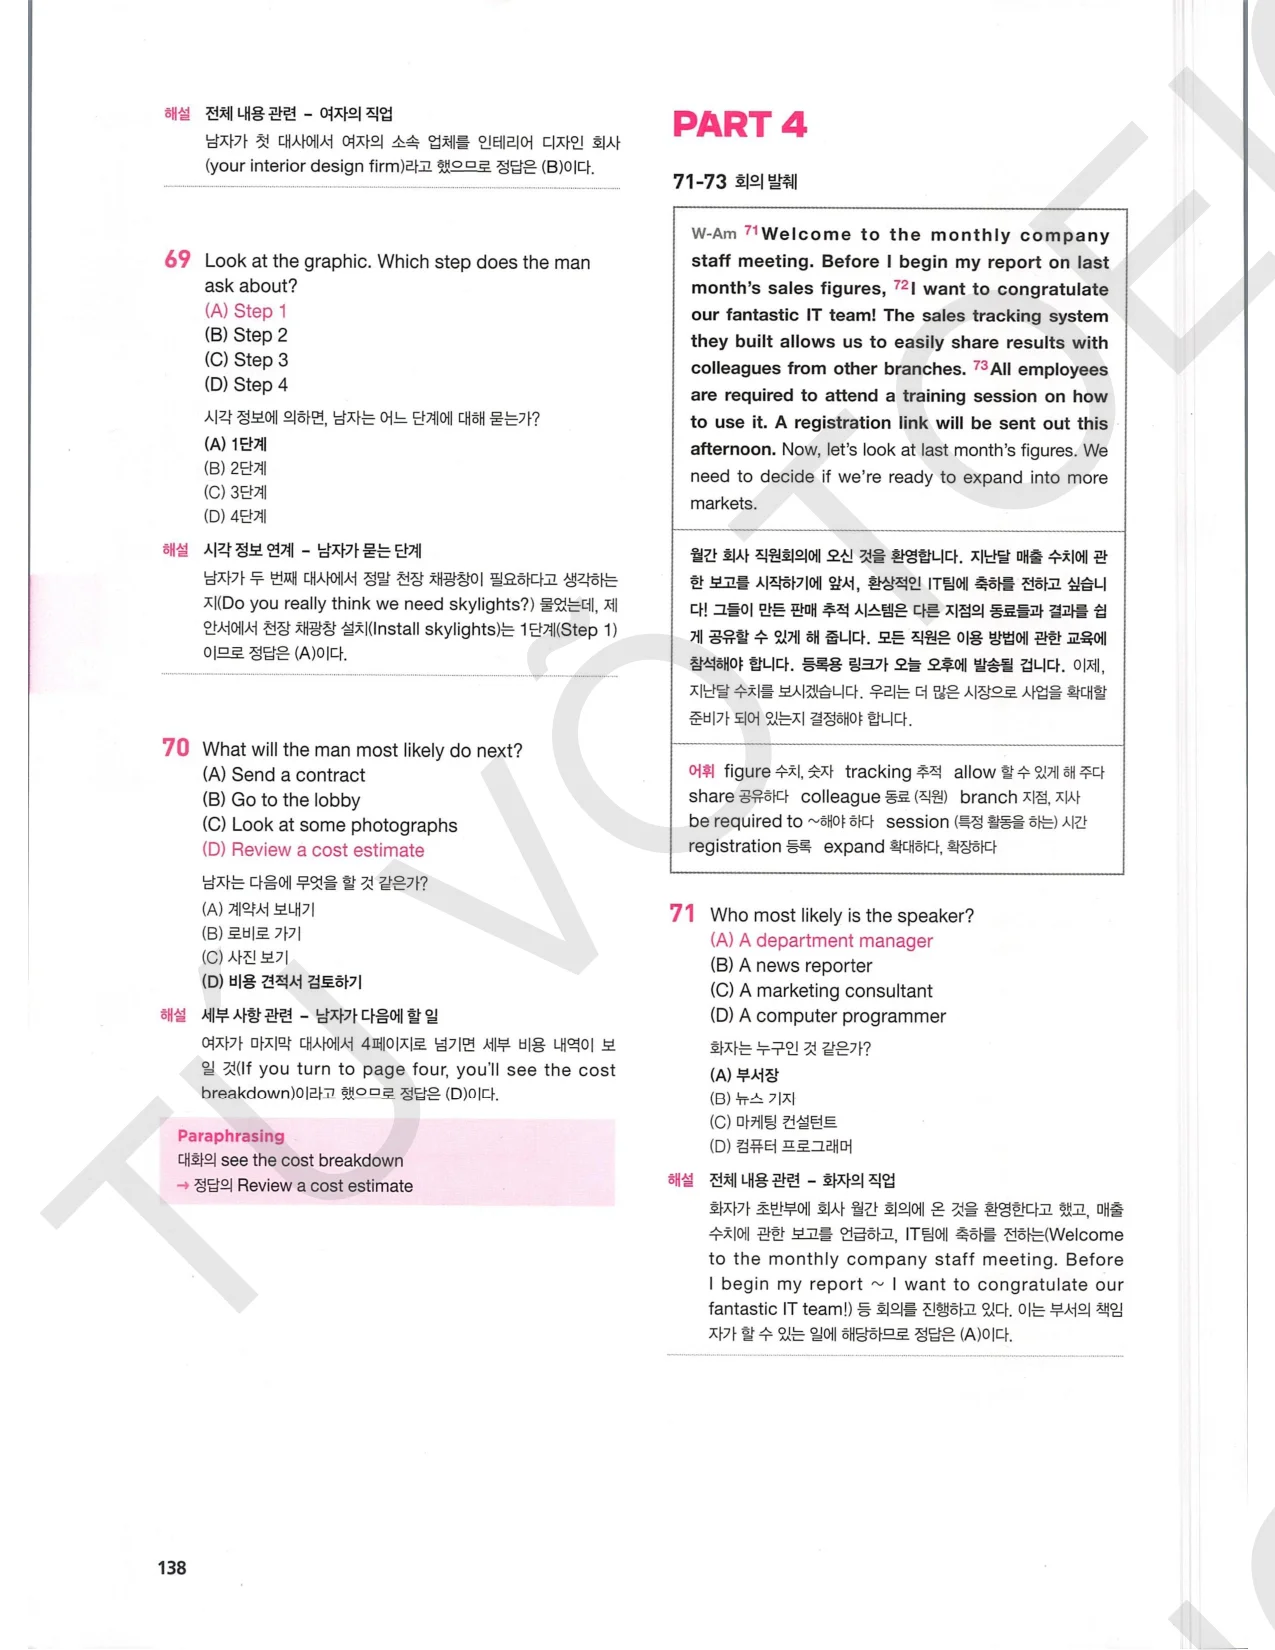 해설 전체 내용 관련 – 여자의 직업
남자가 첫 대사에서 여자의 소속 업체를 인테리어 디자인 회사
(your interior design firm)라고 했으므로 정답은 (B)이다.
69 Look at the graphic. Which step does the man
ask about?
(A) Step 1
(B) Step 2
(C) Step 3
(D) Step 4
시각 정보에 의하면, 남자는 어느 단계에 대해 묻는가?
(A) 1단계
(B) 2단계
(C) 3단계
(D) 4단계
해설 시각 정보 연계 – 남자가 묻는 단계
남자가 두 번째 대사에서 정말 천장 채광창이 필요하다고 생각하는
지(Do you really think we need skylights?) 물었는데, 제
안서에서 천장 채광창 설치(Install skylights)는 1단계(Step 1)
이므로 정답은 (A)이다.
70 What will the man most likely do next?
(A) Send a contract
(B) Go to the lobby
(C) Look at some photographs
(D) Review a cost estimate
남자는 다음에 무엇을 할 것 같은가?
(A) 계약서 보내기
(B) 로비로 가기
(C) 사진 보기
(D) 비용 견적서 검토하기
해설 세부 사항 관련 – 남자가 다음에 할 일
여자가 마지막 대사에서 4페이지로 넘기면 세부 비용 내역이 보
일 것(If you turn to page four, you'll see the cost
breakdown)이라고 했으므로 정답은 (D)이다.
Paraphrasing
대화의 see the cost breakdown
→ 정답의 Review a cost estimate
138
PART 4
71-73 회의 발췌
W-Am 71Welcome to the monthly company
staff meeting. Before I begin my report on last
month's sales figures, 72I want to congratulate
our fantastic IT team! The sales tracking system
they built allows us to easily share results with
colleagues from other branches. 73All employees
are required to attend a training session on how
to use it. A registration link will be sent out this
afternoon. Now, let's look at last month's figures. We
need to decide if we're ready to expand into more
markets.
월간 회사 직원회의에 오신 것을 환영합니다. 지난달 매출 수치에 관
한 보고를 시작하기에 앞서, 환상적인 IT팀에 축하를 전하고 싶습니
다! 그들이 만든 판매 추적 시스템은 다른 지점의 동료들과 결과를 쉽
게 공유할 수 있게 해 줍니다. 모든 직원은 이용 방법에 관한 교육에
참석해야 합니다. 등록용 링크가 오늘 오후에 발송될 겁니다. 이제,
지난달 수치를 보시겠습니다. 우리는 더 많은 시장으로 사업을 확대할
준비가 되어 있는지 결정해야 합니다.
어휘 figure 수치, 숫자 tracking 추적 allow 할 수 있게 해 주다
share 공유하다 colleague 동료 (직원) branch 지점, 지사
be required to ~해야 하다 session (특정 활동을 하는) 시간
registration 등록 expand 확대하다, 확장하다
71 Who most likely is the speaker?
(A) A department manager
(B) A news reporter
(C) A marketing consultant
(D) A computer programmer
화자는 누구인 것 같은가?
(A) 부서장
(B) 뉴스 기자
(C) 마케팅 컨설턴트
(D) 컴퓨터 프로그래머
해설 전체 내용 관련 – 화자의 직업
화자가 초반부에 회사 월간 회의에 온 것을 환영한다고 했고, 매출
수치에 관한 보고를 언급하고, IT팀에 축하를 전하는(Welcome
to the monthly company staff meeting. Before
I begin my report ~ I want to congratulate our
fantastic IT team!) 등 회의를 진행하고 있다. 이는 부서의 책임
자가 할 수 있는 일에 해당하므로 정답은 (A)이다.
TÚ VÕ TOEIC